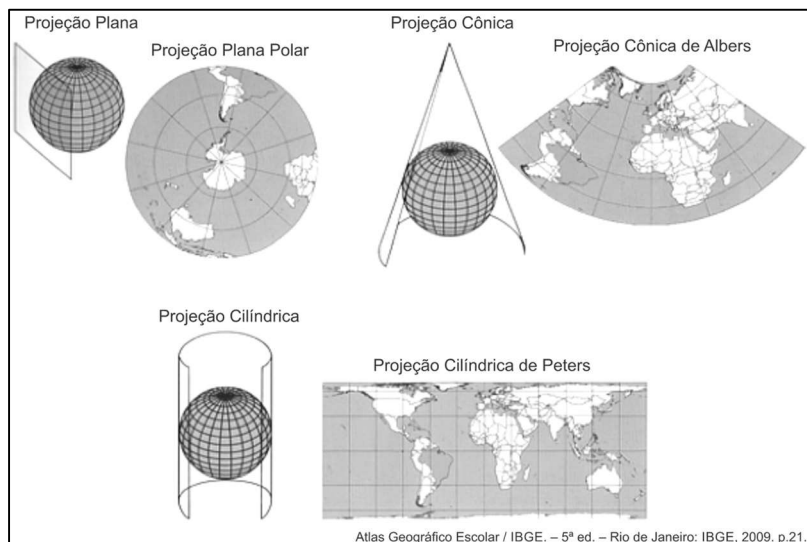 Projeção Plana
Projeção Plana Polar
Projeção Cônica
Projeção Cônica de Albers
Projeção Cilíndrica
Projeção Cilíndrica de Peters
Atlas Geográfico Escolar / IBGE. – 5ª ed. – Rio de Janeiro: IBGE, 2009, p.21.